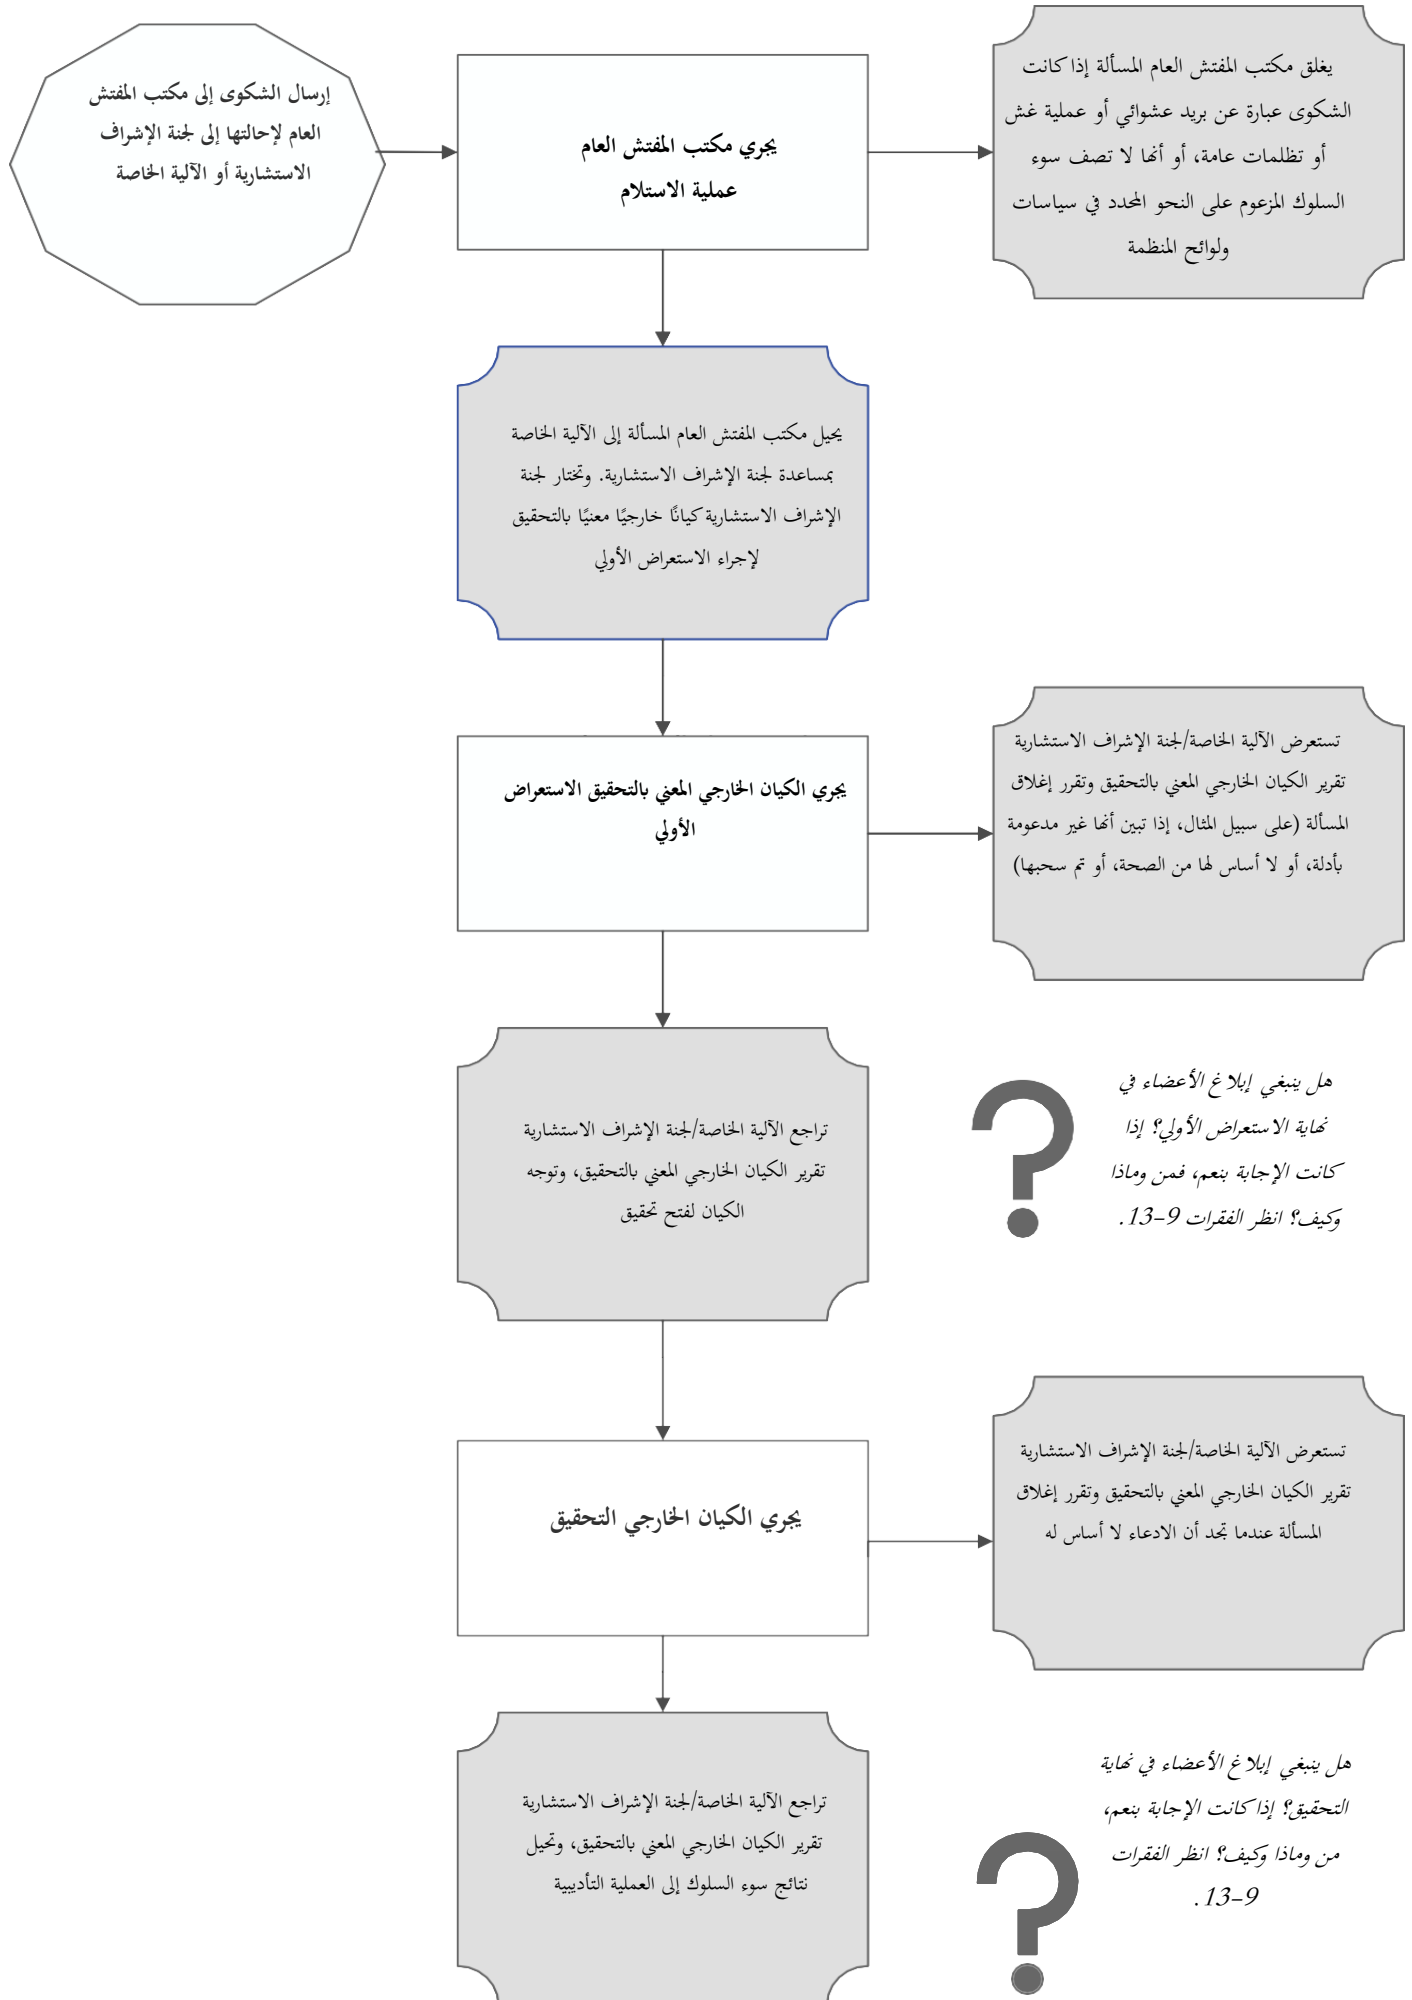 إرسال الشكوى إلى مكتب المفتش
العام لإحالتها إلى لجنة الإشراف
الاستشارية أو الآلية الخاصة
يجري مكتب المفتش العام
عملية الاستلام
يغلق مكتب المفتش العام المسألة إذا كانت
الشكوى عبارة عن بريد عشوائي أو عملية غش
أو تظلمات عامة، أو أنها لا تصف سوء
السلوك المزعوم على النحو المحدد في سياسات
ولوائح المنظمة
يحيل مكتب المفتش العام المسألة إلى الآلية الخاصة
بمساعدة لجنة الإشراف الاستشارية. وتختار لجنة
الإشراف الاستشارية كيانًا خارجيًا معنيًا بالتحقيق
لإجراء الاستعراض الأولي
يجري الكيان الخارجي المعني بالتحقيق الاستعراض
الأولي
تستعرض الآلية الخاصة/لجنة الإشراف الاستشارية
تقرير الكيان الخارجي المعني بالتحقيق وتقرر إغلاق
المسألة (على سبيل المثال، إذا تبين أنها غير مدعومة
بأدلة، أو لا أساس لها من الصحة، أو تم سحبها)
تراجع الآلية الخاصة/لجنة الإشراف الاستشارية
تقرير الكيان الخارجي المعني بالتحقيق، وتوجه
الكيان لفتح تحقيق
هل ينبغي إبلاغ الأعضاء في
نهاية الاستعراض الأولي؟ إذا
كانت الإجابة بنعم، فمن وماذا
وكيف؟ انظر الفقرات 9-13.
يجري الكيان الخارجي التحقيق
تستعرض الآلية الخاصة/لجنة الإشراف الاستشارية
تقرير الكيان الخارجي المعني بالتحقيق وتقرر إغلاق
المسألة عندما تجد أن الادعاء لا أساس له
تراجع الآلية الخاصة/لجنة الإشراف الاستشارية
تقرير الكيان الخارجي المعني بالتحقيق، وتحيل
نتائج سوء السلوك إلى العملية التأديبية
هل ينبغي إبلاغ الأعضاء في نهاية
التحقيق؟ إذا كانت الإجابة بنعم،
من وماذا وكيف؟ انظر الفقرات
9-13.